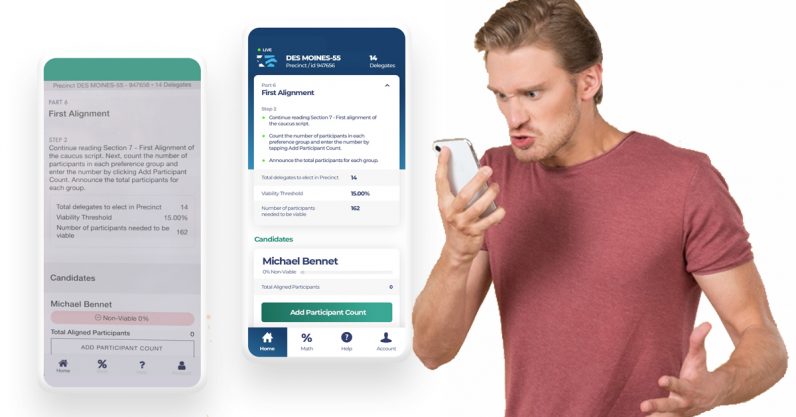 Precinct DES MOINES-55 - 947656 • 14 Delegates
PART 6
First Alignment
STEP 2
Continue reading Section 7 - First Alignment of
the caucus script. Next, count the number of
participants in each preference group and
enter the number by clicking Add Participant
Count. Announce the total participants for
each group.
Total delegates to elect in Precinct 14
Viability Threshold 15.00%
Number of participants needed to be 162
viable
Candidates
Michael Bennet
Non-Viable 0%
Total Aligned Participants 0
ADD PARTICIPANT COUNT
Home
LIVE
DES MOINES-55 14
Precinct / id 947656 Delegates
Part 6
First Alignment
Step 2
Continue reading Section 7 - First alignment of
the caucus script.
Count the number of participants in each
preference group and enter the number by
tapping Add Participant Count.
Announce the total participants for each group.
Total delegates to elect in Precinct 14
Viability Threshold 15.00%
Number of participants 162
needed to be viable
Candidates
Michael Bennet
0% Non-Viable
Total Aligned Participants 0
Add Participant Count
Home Math Help Account